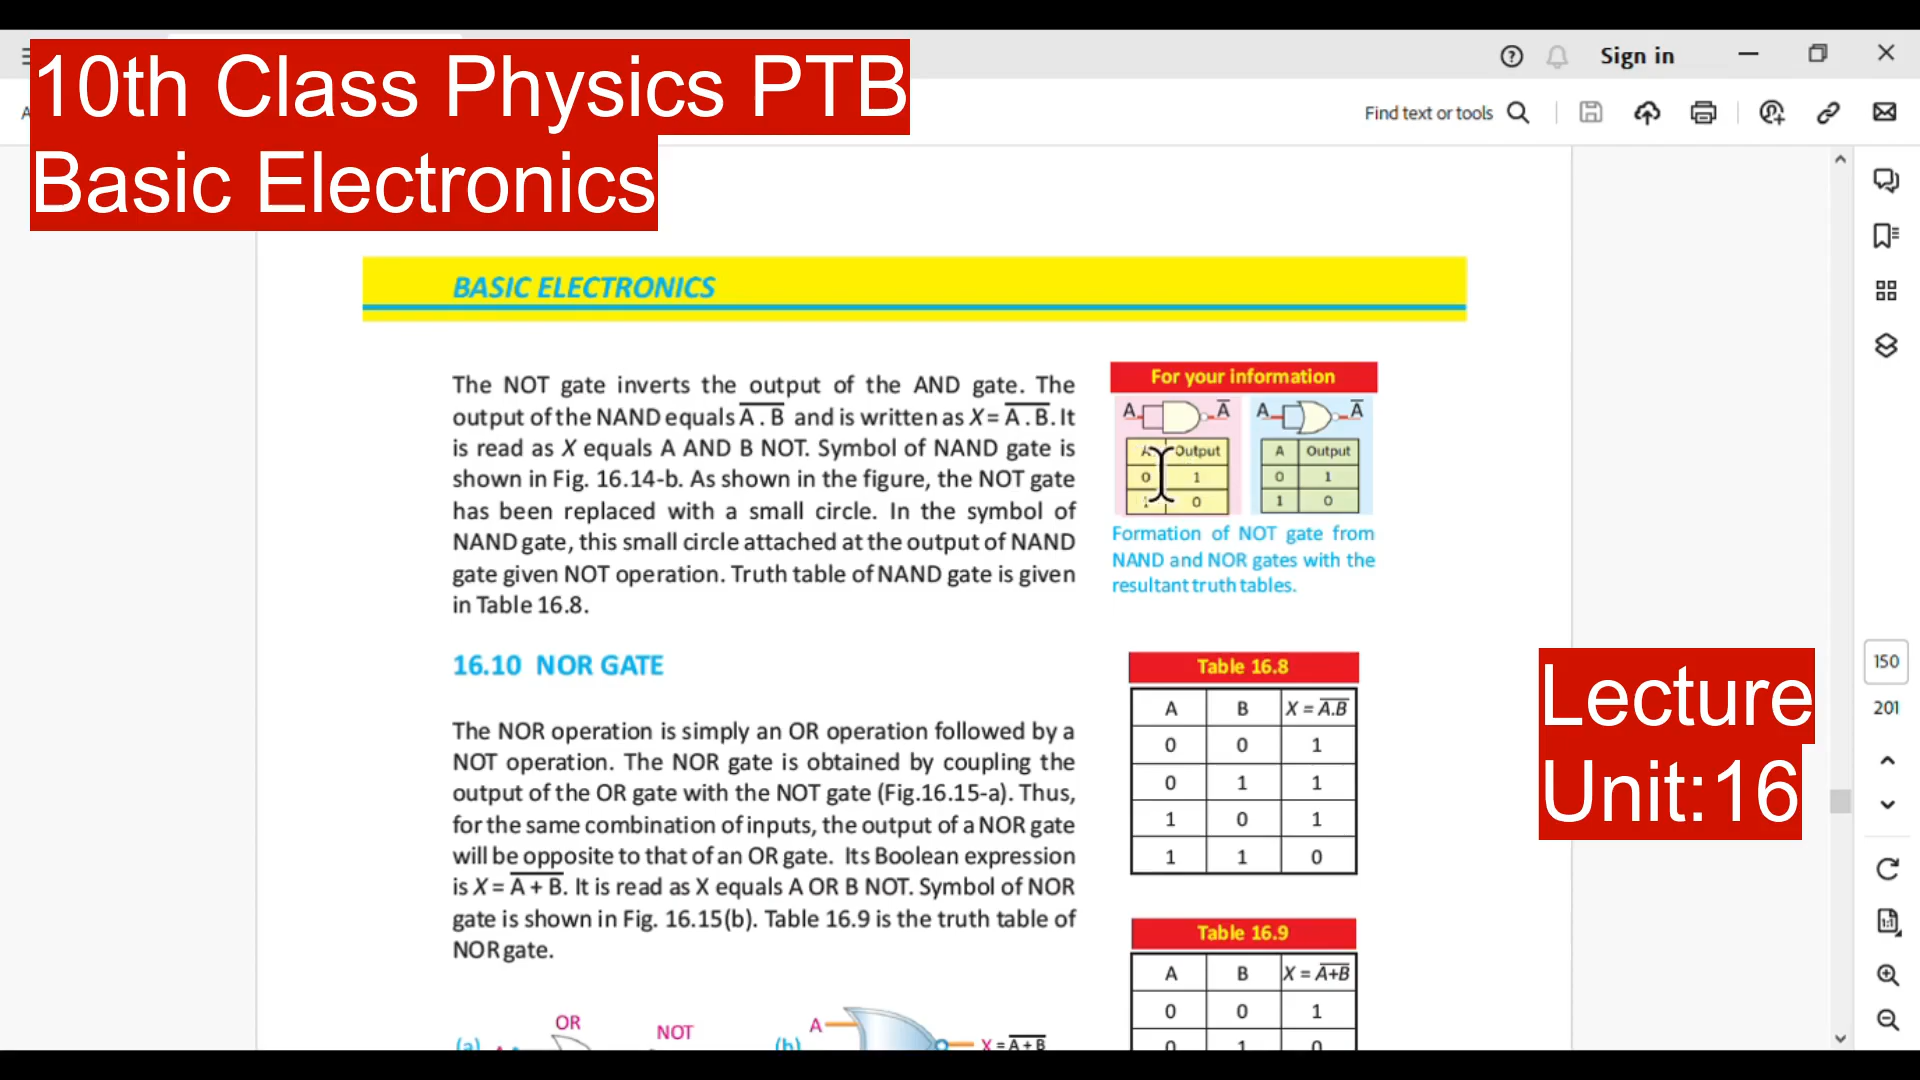 10th Class Physics PTB
Basic Electronics
Sign in
Find text or tools
BASIC ELECTRONICS
The NOT gate inverts the output of the AND gate. The
output of the NAND equals A̅ ̅.̅ ̅B̅ and is written as X = A̅ ̅.̅ ̅B̅. It
is read as X equals A AND B NOT. Symbol of NAND gate is
shown in Fig. 16.14-b. As shown in the figure, the NOT gate
has been replaced with a small circle. In the symbol of
NAND gate, this small circle attached at the output of NAND
gate given NOT operation. Truth table of NAND gate is given
in Table 16.8.
16.10 NOR GATE
The NOR operation is simply an OR operation followed by a
NOT operation. The NOR gate is obtained by coupling the
output of the OR gate with the NOT gate (Fig.16.15-a). Thus,
for the same combination of inputs, the output of a NOR gate
will be opposite to that of an OR gate. Its Boolean expression
is X = A̅ ̅+̅ ̅B̅. It is read as X equals A OR B NOT. Symbol of NOR
gate is shown in Fig. 16.15(b). Table 16.9 is the truth table of
NOR gate.
OR
NOT
(a)
(b)
A
X = A̅ ̅+̅ ̅B̅
For your information
A A̅ A A̅
A Output A Output
0 1 0 1
0 1 0
Formation of NOT gate from
NAND and NOR gates with the
resultant truth tables.
Table 16.8
A B X = A̅.̅B̅
0 0 1
0 1 1
1 0 1
1 1 0
Table 16.9
A B X = A̅+̅B̅
0 0 1
0 1 0
Lecture
Unit:16
150
201
1:1